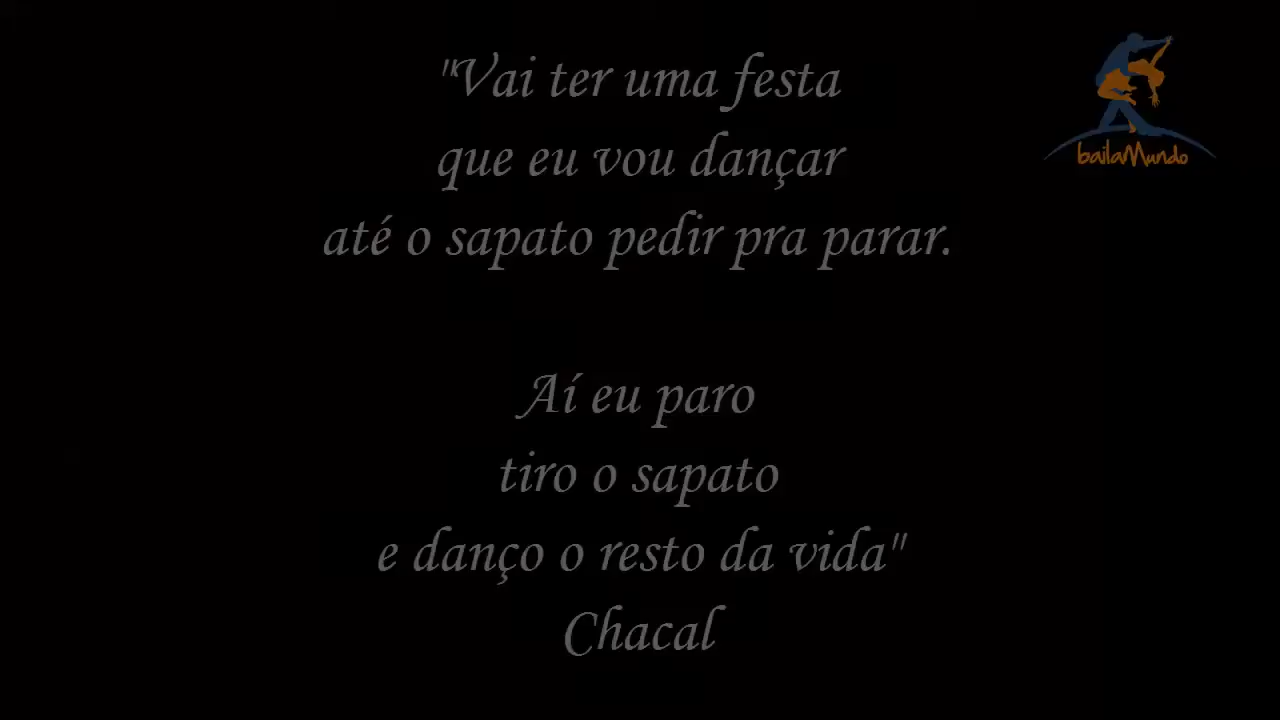 "Vai ter uma festa
que eu vou dançar
até o sapato pedir pra parar.
Aí eu paro
tiro o sapato
e danço o resto da vida"
Chacal
bailaMundo